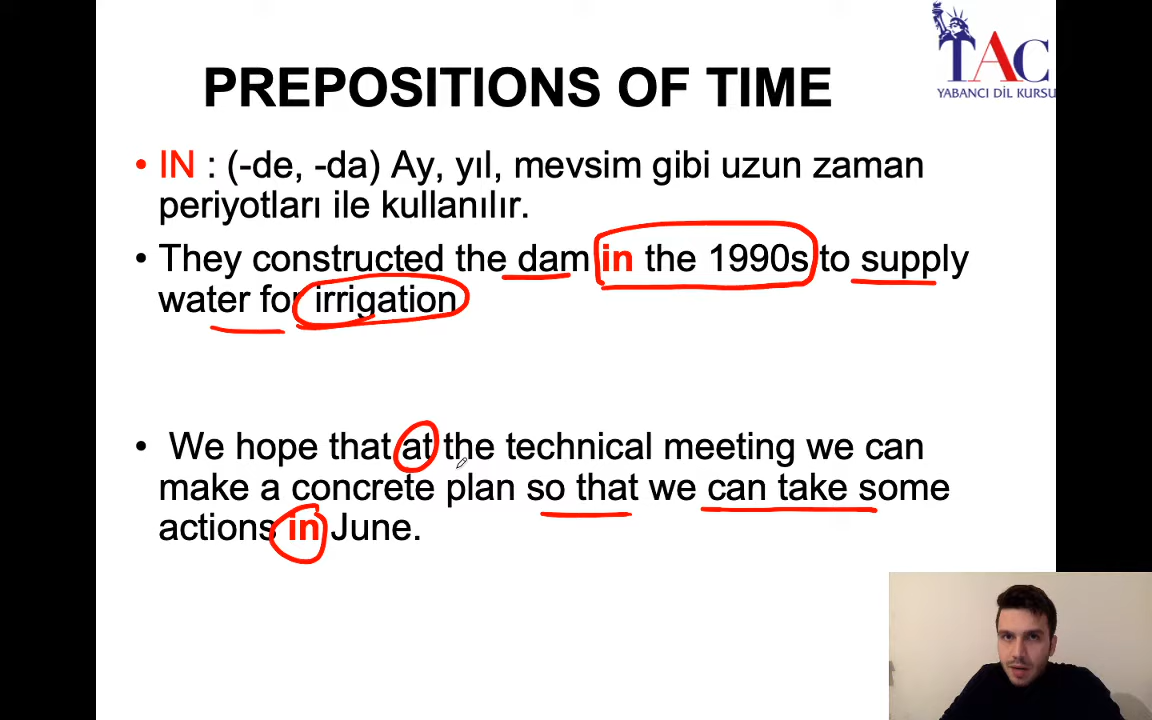 TAC
YABANCI DİL KURSU
PREPOSITIONS OF TIME
• IN : (-de, -da) Ay, yıl, mevsim gibi uzun zaman
periyotları ile kullanılır.
• They constructed the dam in the 1990s to supply
water for irrigation
• We hope that at the technical meeting we can
make a concrete plan so that we can take some
actions in June.